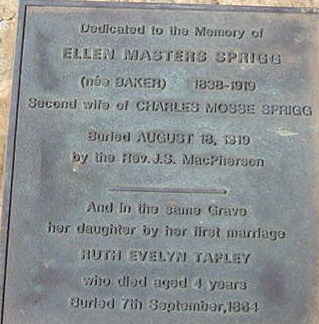 Dedicated to the Memory of
ELLEN MASTERS SPRIGG
(née BAKER) 1838-1919
Second wife of CHARLES MOSSE SPRIGG
Buried AUGUST 18, 1919
by the Rev. J.S. MacPherson
And in the same Grave
her daughter by her first marriage
RUTH EVELYN TAPLEY
who died aged 4 years
Buried 7th September, 1864